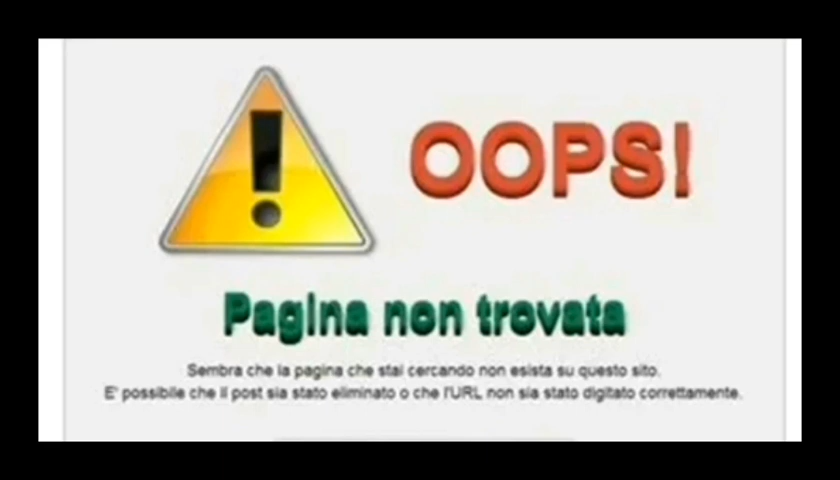 OOPS!
Pagina non trovata
Sembra che la pagina che stai cercando non esista su questo sito.
E' possibile che il post sia stato eliminato o che l'URL non sia stato digitato correttamente.